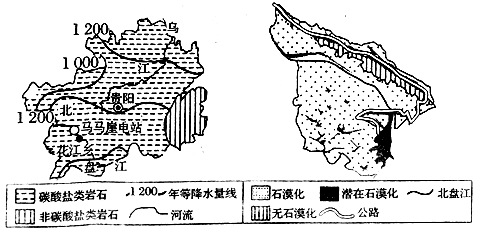 1 200
乌
江
1 000
贵阳
北
1 200
马马崖电站
花江乡
盘江
碳酸盐类岩石
1 200 年等降水量线
非碳酸盐类岩石
河流
石漠化
潜在石漠化
北盘江
无石漠化
公路